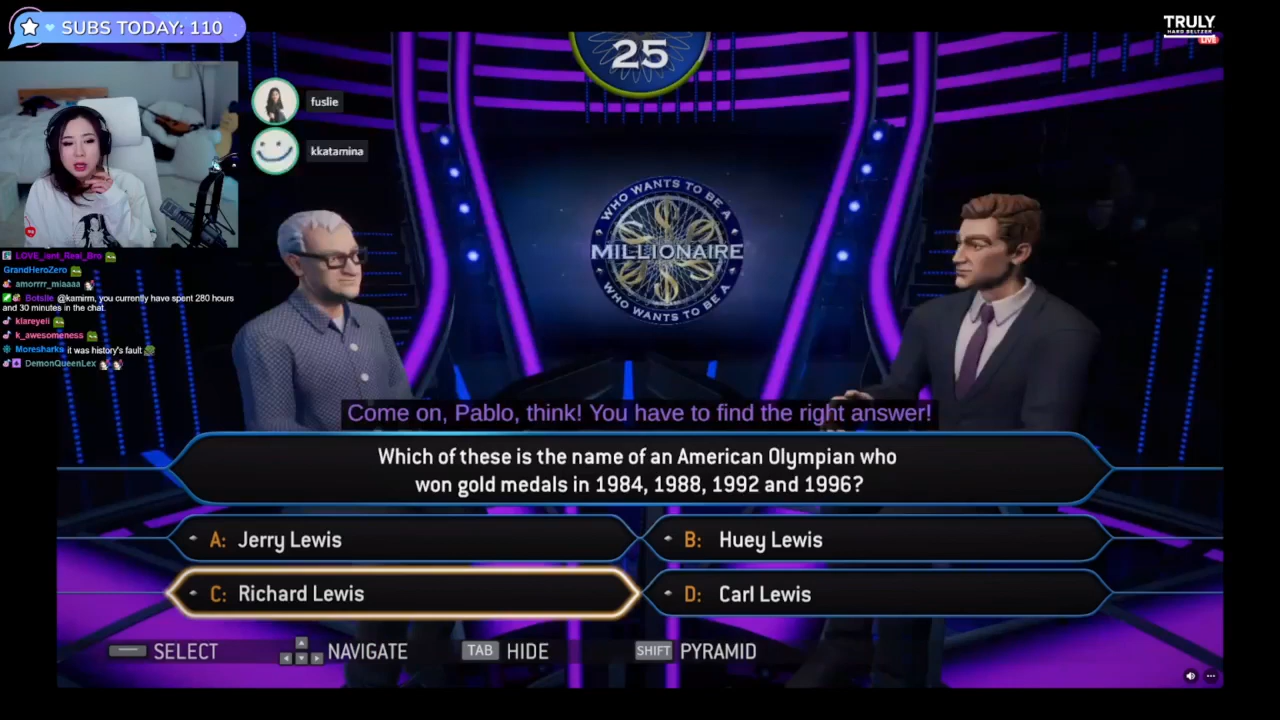 SUBS TODAY: 110
TRULY
HARD SELTZER
LIVE
25
fuslie
kkatamina
WHO WANTS TO BE A
MILLIONAIRE
WHO WANTS TO BE A
LOVE_isnt_Real_Bro
GrandHeroZero
amorrrr_miaaaa
Botslie @kamirm, you currently have spent 280 hours
and 30 minutes in the chat.
klareyeli
k_awesomeness
Moresharks it was history's fault
DemonQueenLex
Come on, Pablo, think! You have to find the right answer!
Which of these is the name of an American Olympian who
won gold medals in 1984, 1988, 1992 and 1996?
A: Jerry Lewis
B: Huey Lewis
C: Richard Lewis
D: Carl Lewis
SELECT
NAVIGATE
TAB HIDE
SHIFT PYRAMID